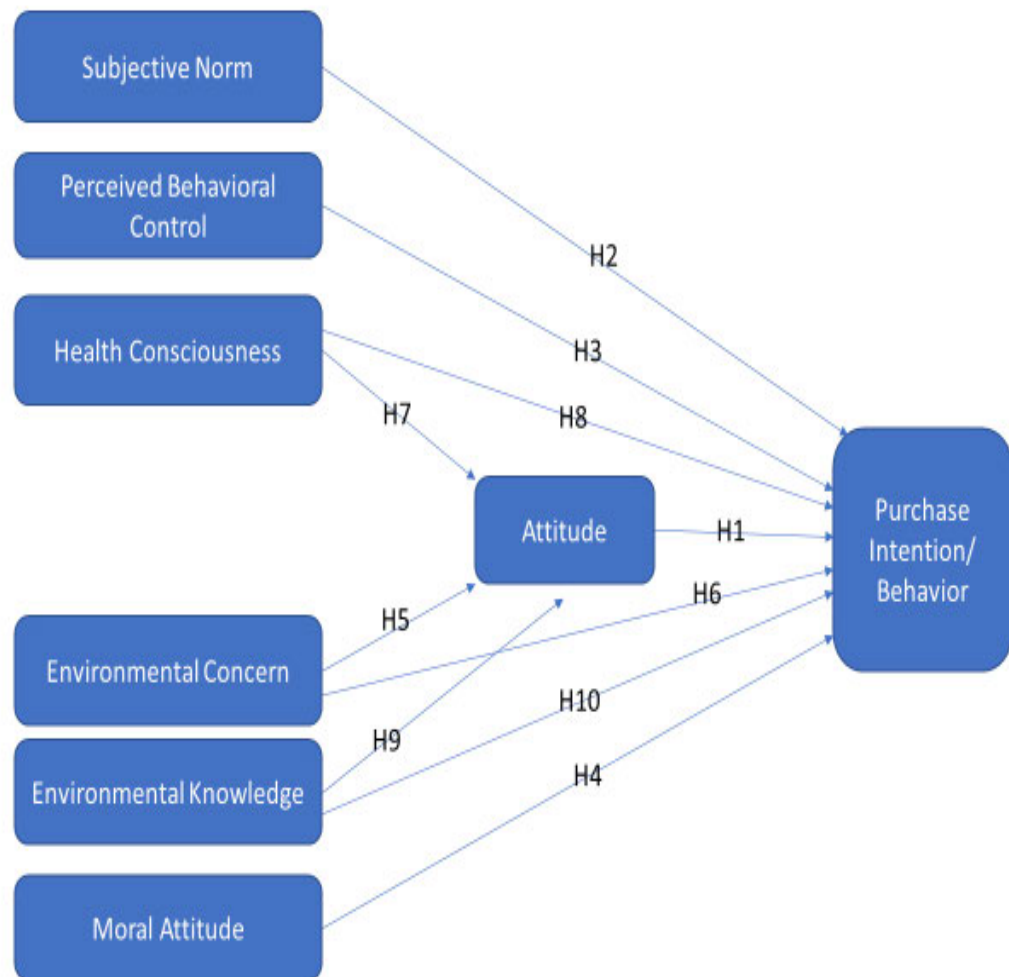 Subjective Norm
Perceived Behavioral
Control
H2
H3
Health Consciousness
H7
H8
Attitude
H1
Purchase
Intention/
Behavior
H5
H6
Environmental Concern
H10
H9
Environmental Knowledge
H4
Moral Attitude